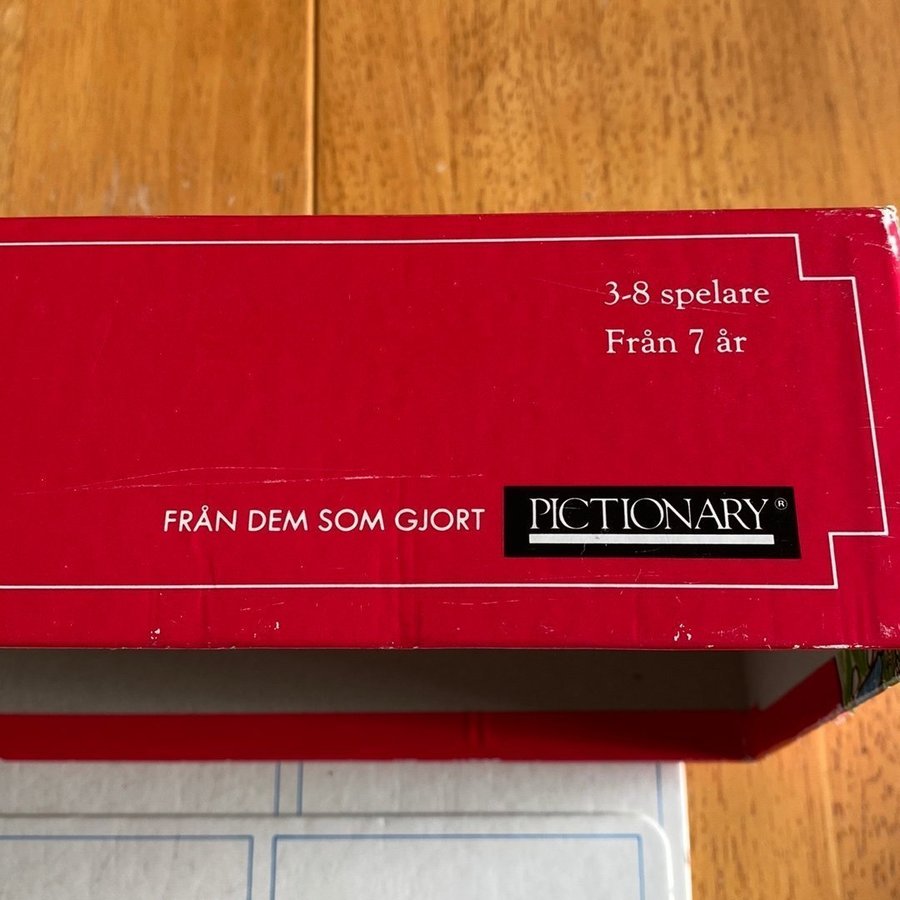 3-8 spelare
Från 7 år
FRÅN DEM SOM GJORT PICTIONARY®